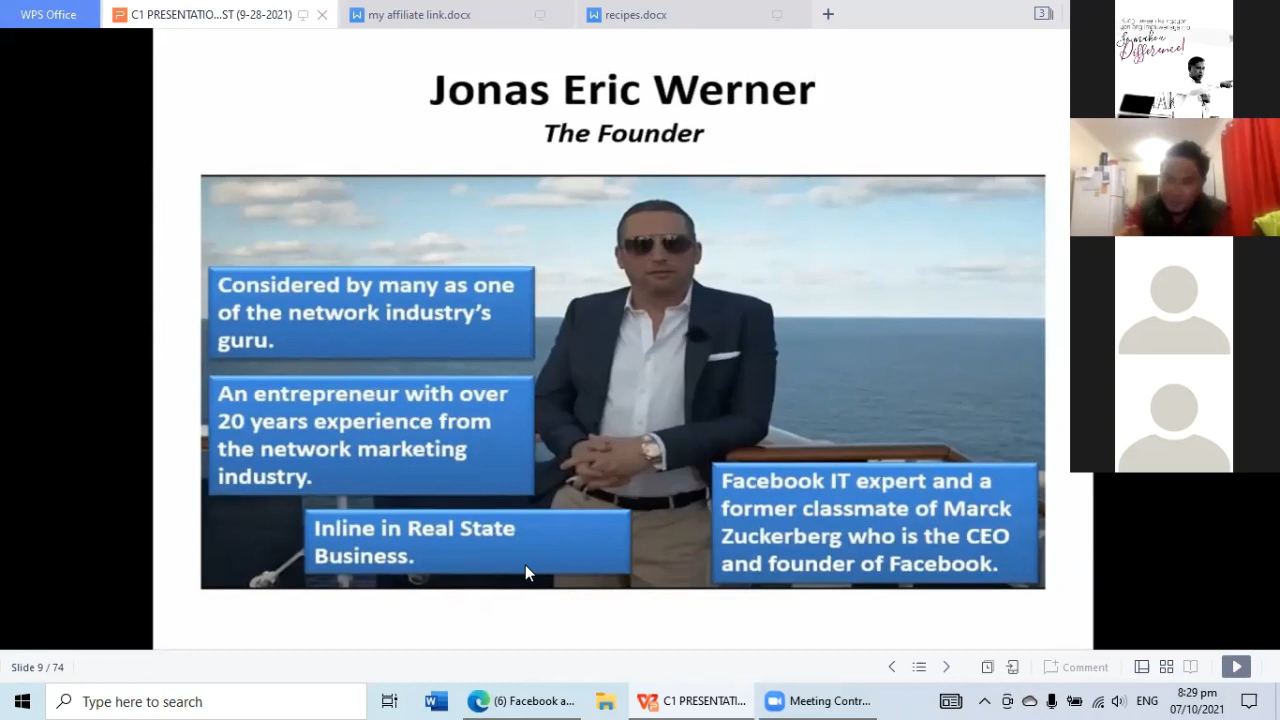 WPS Office
C1 PRESENTATIO...ST (9-28-2021)
my affiliate link.docx
recipes.docx
3
Difference!
Jonas Eric Werner
The Founder
Considered by many as one
of the network industry's
guru.
An entrepreneur with over
20 years experience from
the network marketing
industry.
Inline in Real State
Business.
Facebook IT expert and a
former classmate of Marck
Zuckerberg who is the CEO
and founder of Facebook.
Slide 9 / 74
Comment
Type here to search
(6) Facebook a...
C1 PRESENTATI...
Meeting Contr...
ENG
8:29 pm
07/10/2021